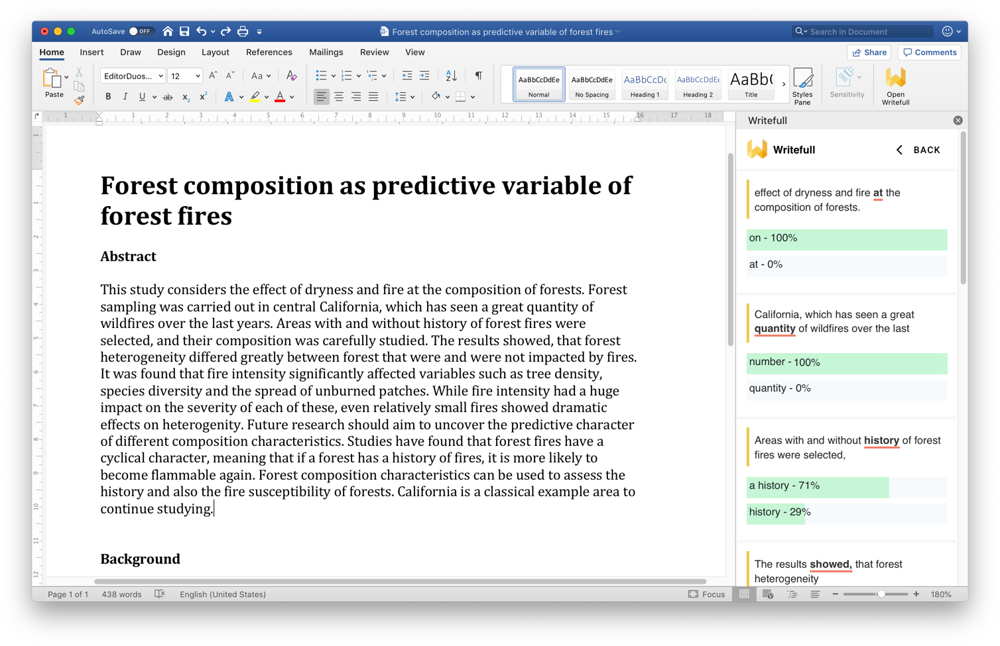 AutoSave OFF
Forest composition as predictive variable of forest fires
Search in Document
Home Insert Draw Design Layout References Mailings Review View
Share Comments
Paste
EditorDuos... 12
AaBbCcDdEe AaBbCcDdEe AaBbCcDc AaBbCcDdEe AaBb(
Normal No Spacing Heading 1 Heading 2 Title
Styles Pane
Sensitivity
Open Writefull
1 1 2 3 4 5 6 7 8 9 10 11 12 13 14 15 16 17 18
Forest composition as predictive variable of
forest fires
Abstract
This study considers the effect of dryness and fire at the composition of forests. Forest
sampling was carried out in central California, which has seen a great quantity of
wildfires over the last years. Areas with and without history of forest fires were
selected, and their composition was carefully studied. The results showed, that forest
heterogeneity differed greatly between forest that were and were not impacted by fires.
It was found that fire intensity significantly affected variables such as tree density,
species diversity and the spread of unburned patches. While fire intensity had a huge
impact on the severity of each of these, even relatively small fires showed dramatic
effects on heterogenity. Future research should aim to uncover the predictive character
of different composition characteristics. Studies have found that forest fires have a
cyclical character, meaning that if a forest has a history of fires, it is more likely to
become flammable again. Forest composition characteristics can be used to assess the
history and also the fire susceptibility of forests. California is a classical example area to
continue studying.
Background
Writefull
Writefull
BACK
effect of dryness and fire at the
composition of forests.
on - 100%
at - 0%
California, which has seen a great
quantity of wildfires over the last
number - 100%
quantity - 0%
Areas with and without history of forest
fires were selected,
a history - 71%
history - 29%
The results showed, that forest
heterogeneity
Page 1 of 1 438 words English (United States)
Focus 180%